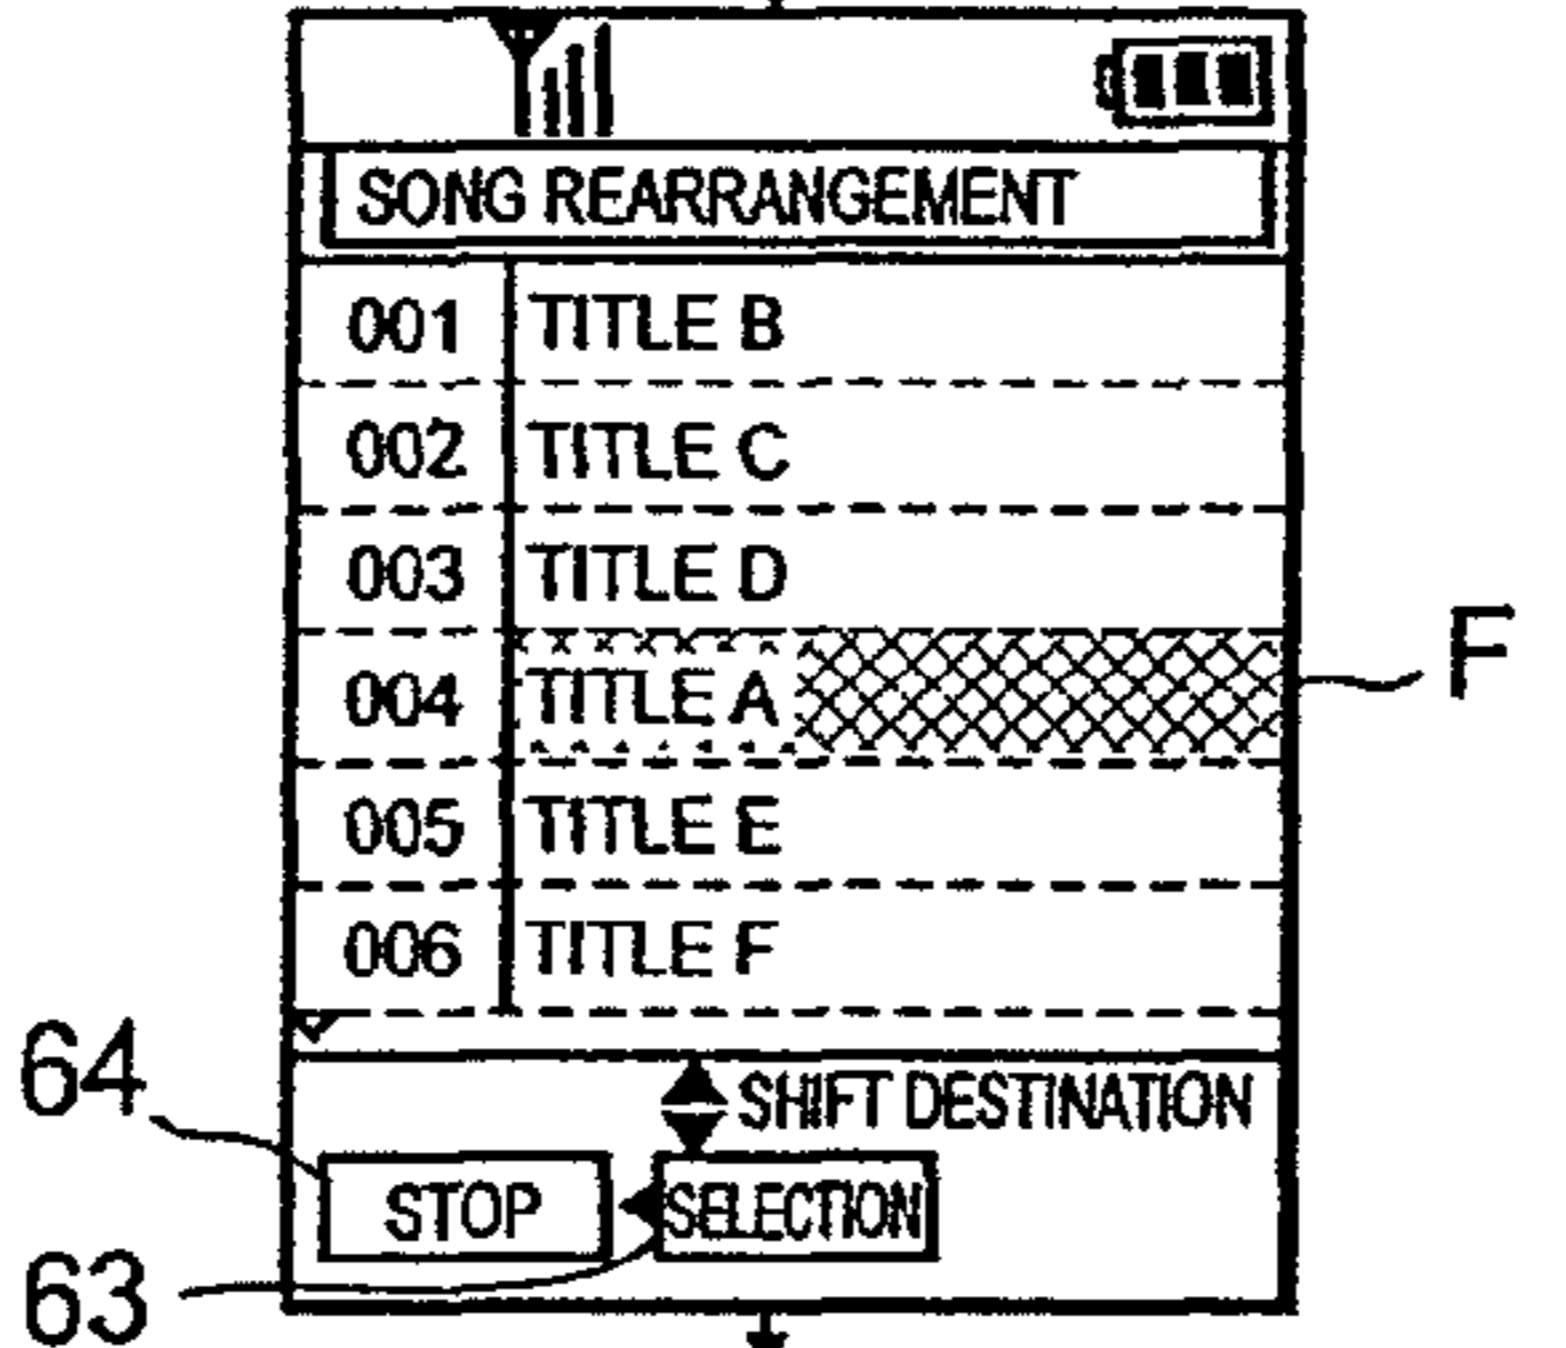 SONG REARRANGEMENT
001 TITLE B
002 TITLE C
003 TITLE D
004 TITLE A
F
005 TITLE E
006 TITLE F
64
SHIFT DESTINATION
STOP SELECTION
63